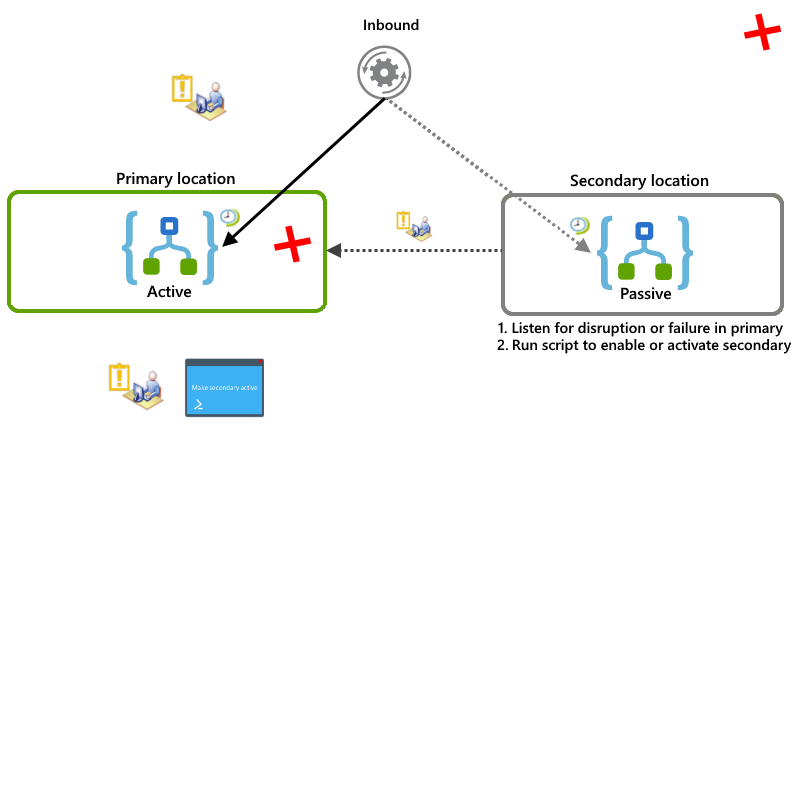 Inbound
Primary location
Secondary location
Active
Passive
1. Listen for disruption or failure in primary
2. Run script to enable or activate secondary
Make secondary active